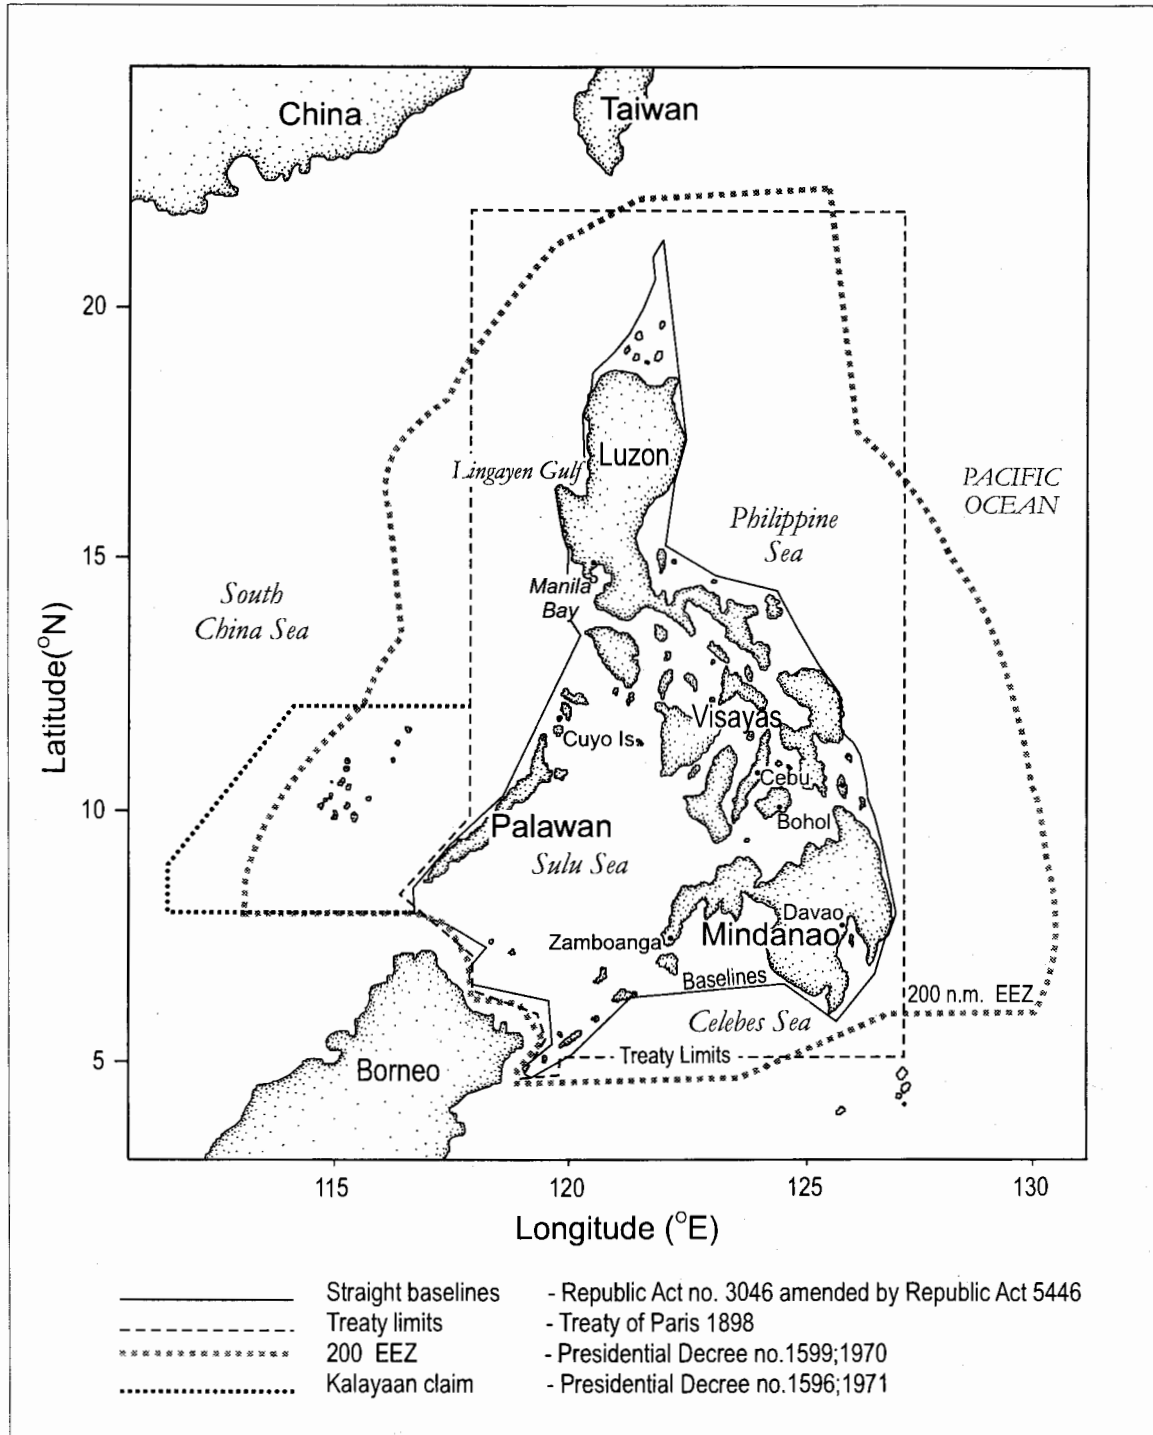 China
Taiwan
20
Luzon
Lingayen Gulf
PACIFIC
OCEAN
Philippine
Sea
15
South
China Sea
Manila
Bay
Latitude(°N)
Visayas
Cuyo Is.
Cebu
10
Palawan
Bohol
Sulu Sea
Davao
Zamboanga
Mindanao
Baselines
200 n.m. EEZ
Celebes Sea
5
Treaty Limits
Borneo
115
120
125
130
Longitude (°E)
Straight baselines - Republic Act no. 3046 amended by Republic Act 5446
Treaty limits - Treaty of Paris 1898
200 EEZ - Presidential Decree no.1599;1970
Kalayaan claim - Presidential Decree no.1596;1971